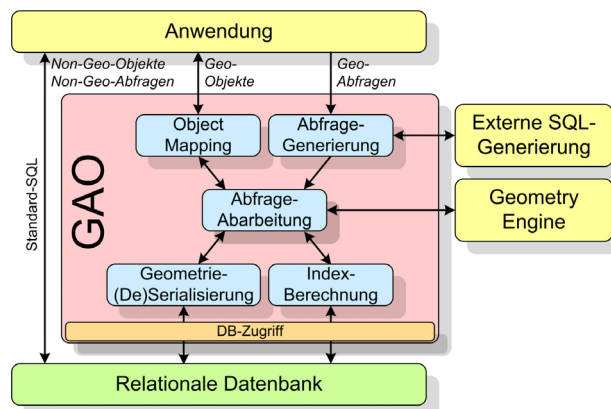 Anwendung
Non-Geo-Objekte
Non-Geo-Abfragen
Geo-
Objekte
Geo-
Abfragen
Standard-SQL
GAO
Object
Mapping
Abfrage-
Generierung
Externe SQL-
Generierung
Abfrage-
Abarbeitung
Geometry
Engine
Geometrie-
(De)Serialisierung
Index-
Berechnung
DB-Zugriff
Relationale Datenbank